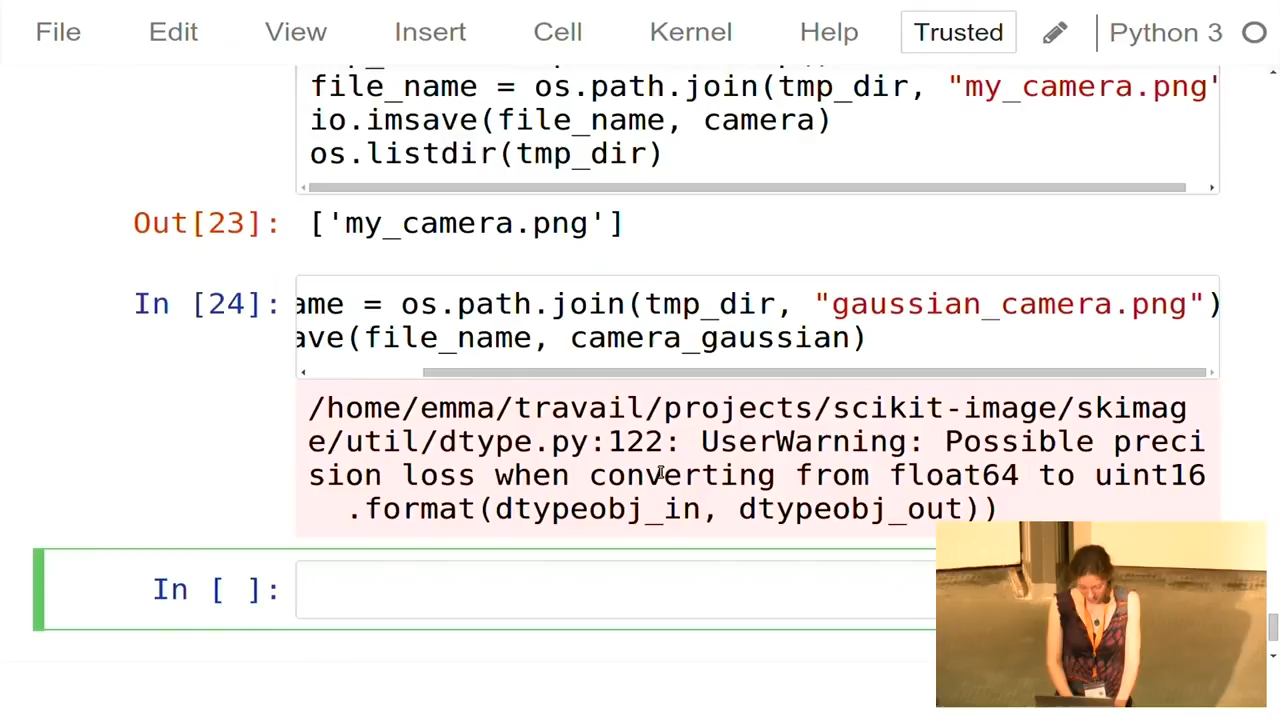 File Edit View Insert Cell Kernel Help Trusted Python 3
file_name = os.path.join(tmp_dir, "my_camera.png"
io.imsave(file_name, camera)
os.listdir(tmp_dir)
Out[23]: ['my_camera.png']
In [24]: ame = os.path.join(tmp_dir, "gaussian_camera.png")
ave(file_name, camera_gaussian)
/home/emma/travail/projects/scikit-image/skimag
e/util/dtype.py:122: UserWarning: Possible preci
sion loss when converting from float64 to uint16
.format(dtypeobj_in, dtypeobj_out))
In [ ]: